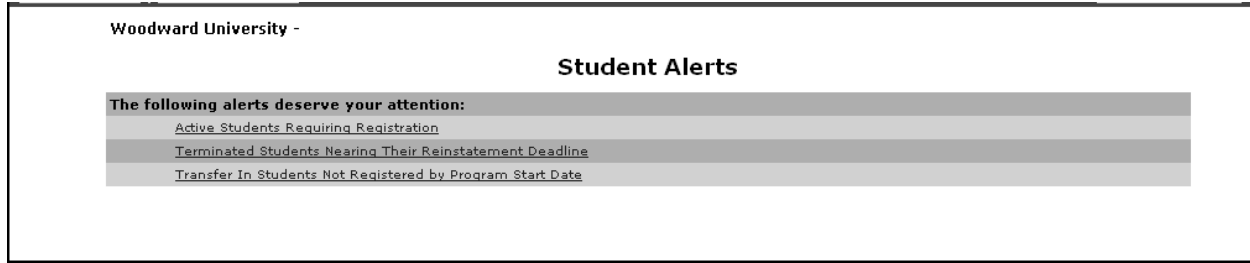 Woodward University -
Student Alerts
The following alerts deserve your attention:
Active Students Requiring Registration
Terminated Students Nearing Their Reinstatement Deadline
Transfer In Students Not Registered by Program Start Date